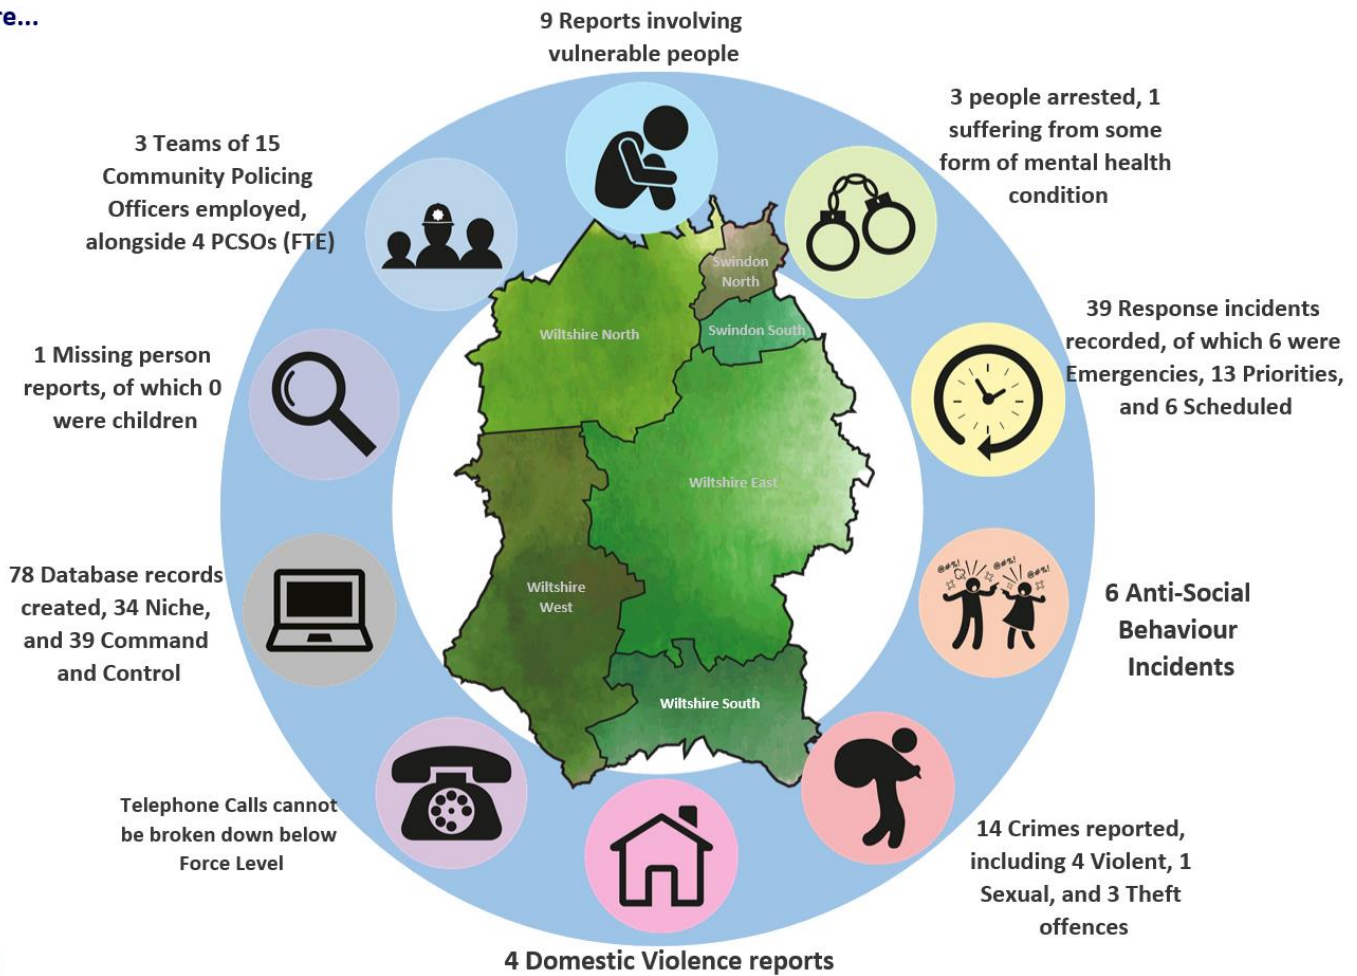 re...
9 Reports involving
vulnerable people
3 people arrested, 1
suffering from some
form of mental health
condition
3 Teams of 15
Community Policing
Officers employed,
alongside 4 PCSOs (FTE)
39 Response incidents
recorded, of which 6 were
Emergencies, 13 Priorities,
and 6 Scheduled
1 Missing person
reports, of which 0
were children
6 Anti-Social
Behaviour
Incidents
78 Database records
created, 34 Niche,
and 39 Command
and Control
14 Crimes reported,
including 4 Violent, 1
Sexual, and 3 Theft
offences
Telephone Calls cannot
be broken down below
Force Level
4 Domestic Violence reports
Swindon
North
Swindon South
Wiltshire North
Wiltshire East
Wiltshire
West
Wiltshire South
@#%!
@#%!
@#%!